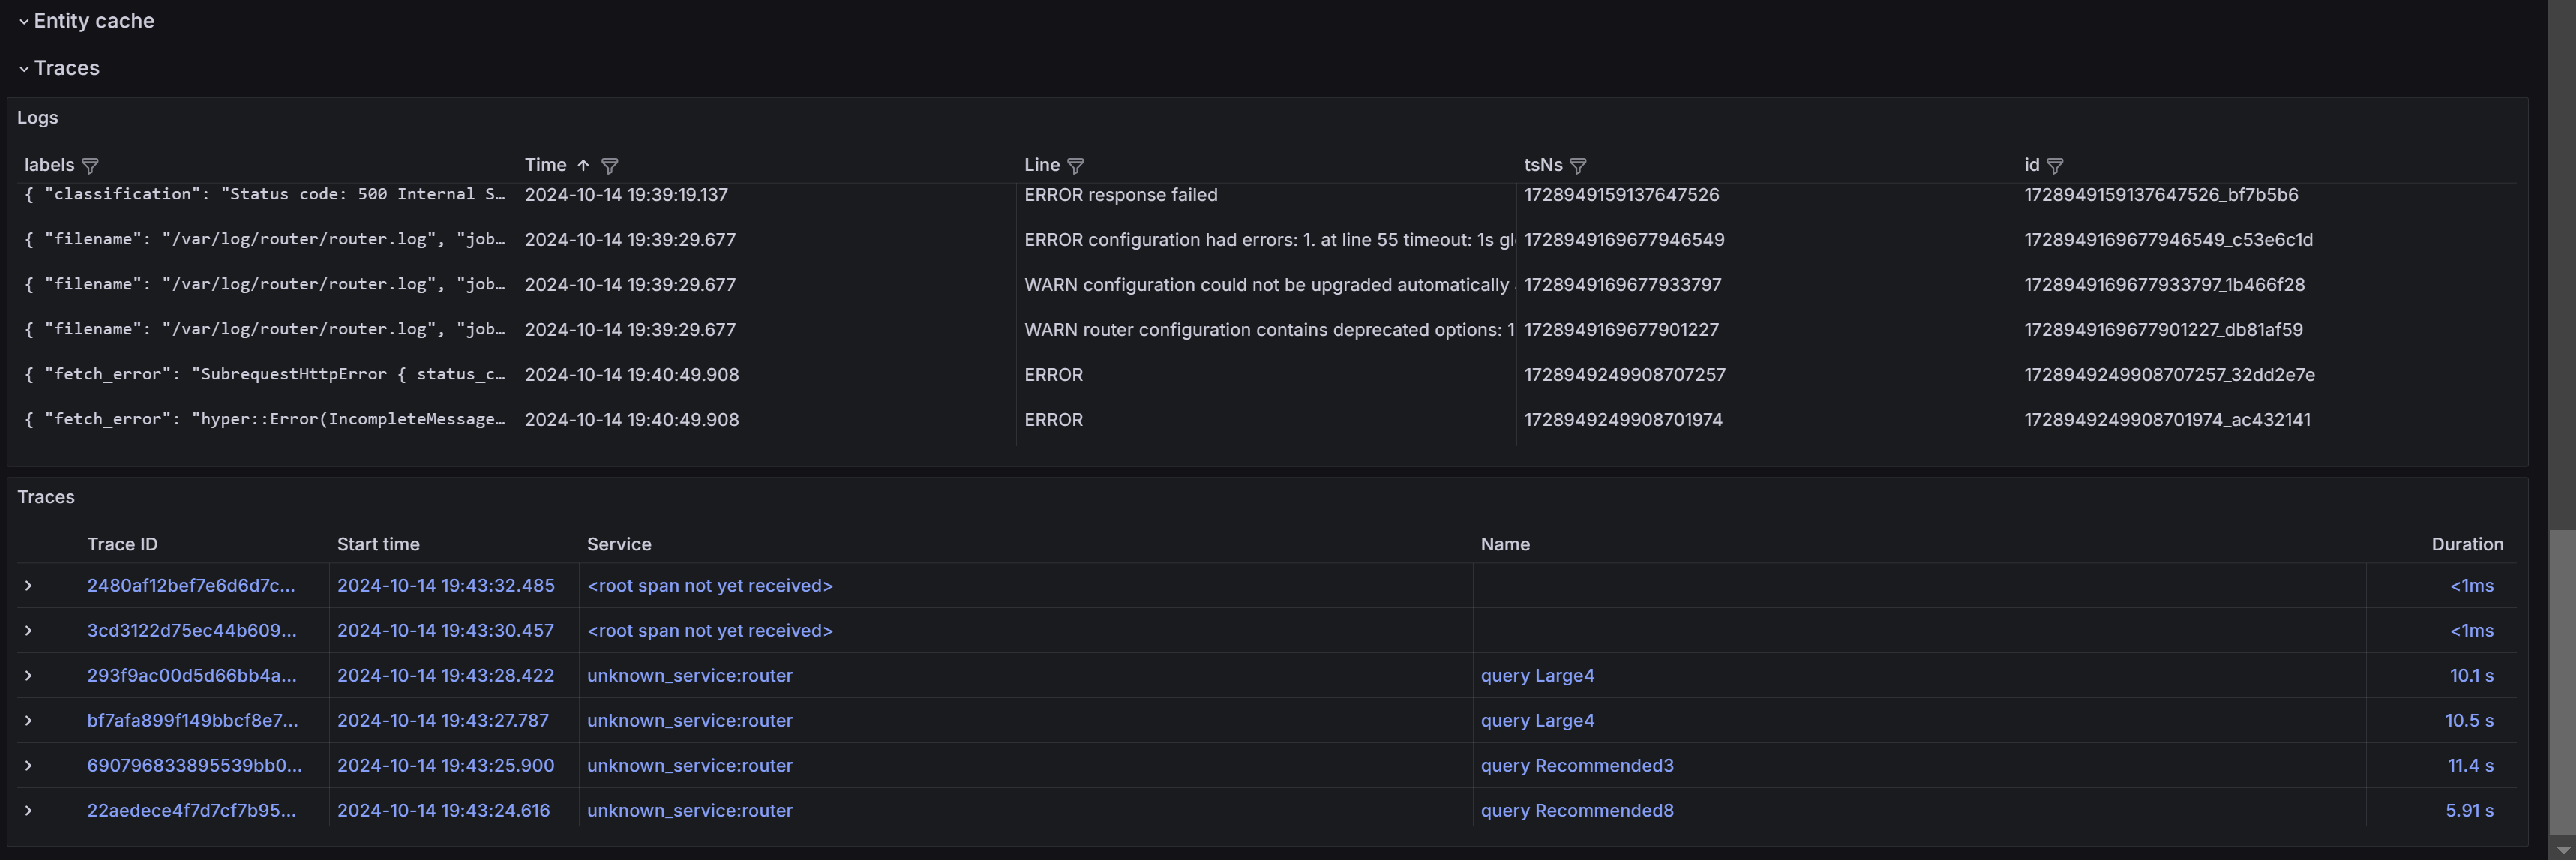 Entity cache
Traces
Logs
labels Time ↑ Line tsNs id
{ "classification": "Status code: 500 Internal S… 2024-10-14 19:39:19.137 ERROR response failed 1728949159137647526 1728949159137647526_bf7b5b6
{ "filename": "/var/log/router/router.log", "job… 2024-10-14 19:39:29.677 ERROR configuration had errors: 1. at line 55 timeout: 1s gl 1728949169677946549 1728949169677946549_c53e6c1d
{ "filename": "/var/log/router/router.log", "job… 2024-10-14 19:39:29.677 WARN configuration could not be upgraded automatically 1728949169677933797 1728949169677933797_1b466f28
{ "filename": "/var/log/router/router.log", "job… 2024-10-14 19:39:29.677 WARN router configuration contains deprecated options: 1 1728949169677901227 1728949169677901227_db81af59
{ "fetch_error": "SubrequestHttpError { status_c… 2024-10-14 19:40:49.908 ERROR 1728949249908707257 1728949249908707257_32dd2e7e
{ "fetch_error": "hyper::Error(IncompleteMessage… 2024-10-14 19:40:49.908 ERROR 1728949249908701974 1728949249908701974_ac432141
Traces
Trace ID Start time Service Name Duration
2480af12bef7e6d6d7c... 2024-10-14 19:43:32.485 <root span not yet received> <1ms
3cd3122d75ec44b609... 2024-10-14 19:43:30.457 <root span not yet received> <1ms
293f9ac00d5d66bb4a... 2024-10-14 19:43:28.422 unknown_service:router query Large4 10.1 s
bf7afa899f149bbcf8e7... 2024-10-14 19:43:27.787 unknown_service:router query Large4 10.5 s
690796833895539bb0... 2024-10-14 19:43:25.900 unknown_service:router query Recommended3 11.4 s
22aedece4f7d7cf7b95... 2024-10-14 19:43:24.616 unknown_service:router query Recommended8 5.91 s